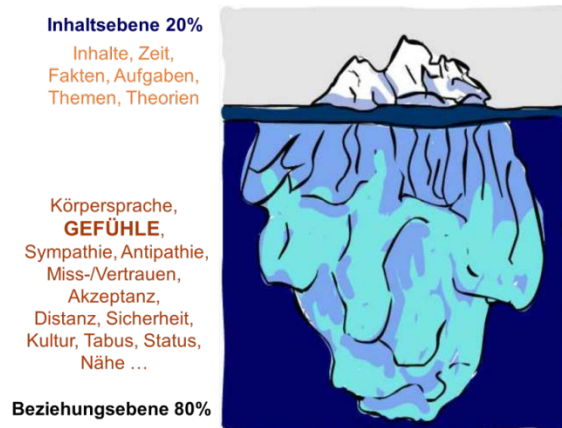 Inhaltsebene 20%
Inhalte, Zeit,
Fakten, Aufgaben,
Themen, Theorien
Körpersprache,
GEFÜHLE,
Sympathie, Antipathie,
Miss-/Vertrauen,
Akzeptanz,
Distanz, Sicherheit,
Kultur, Tabus, Status,
Nähe …
Beziehungsebene 80%